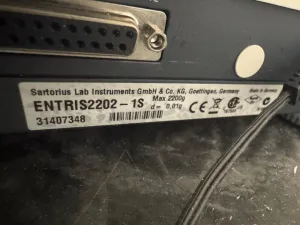 Sartorius Lab Instruments GmbH & Co. KG, Goettingen, Germany
ENTRIS2202-1S Max 2200g
31407348 d= 0,01g